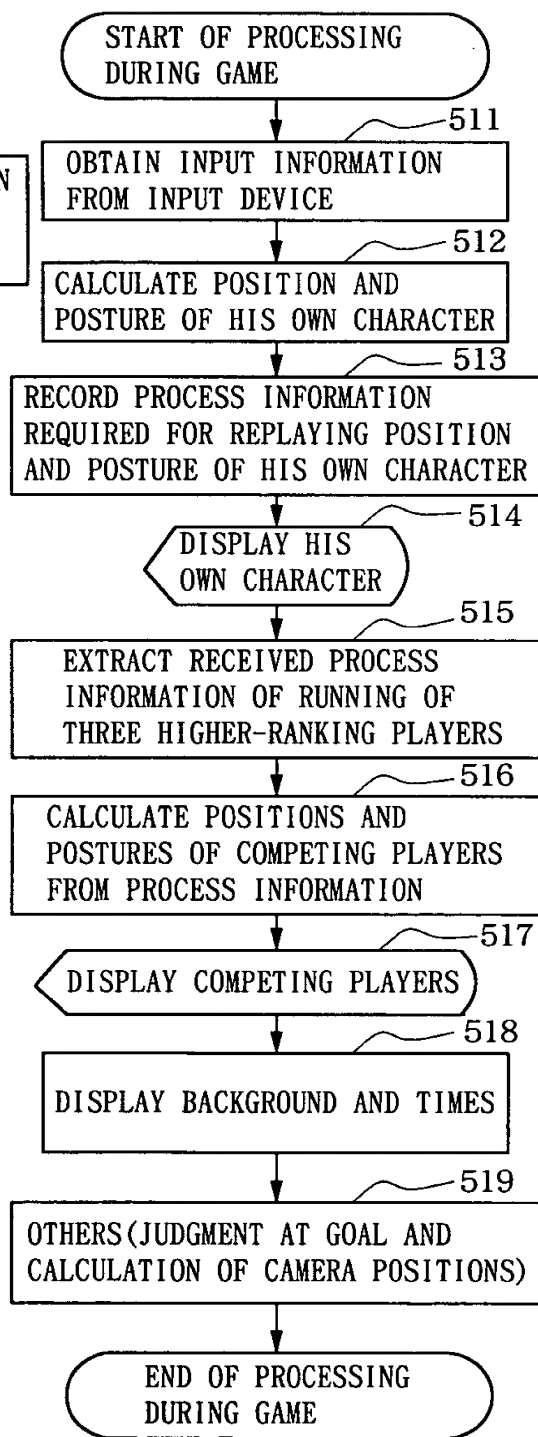 START OF PROCESSING
DURING GAME
511
N
OBTAIN INPUT INFORMATION
FROM INPUT DEVICE
512
CALCULATE POSITION AND
POSTURE OF HIS OWN CHARACTER
513
RECORD PROCESS INFORMATION
REQUIRED FOR REPLAYING POSITION
AND POSTURE OF HIS OWN CHARACTER
514
DISPLAY HIS
OWN CHARACTER
515
EXTRACT RECEIVED PROCESS
INFORMATION OF RUNNING OF
THREE HIGHER-RANKING PLAYERS
516
CALCULATE POSITIONS AND
POSTURES OF COMPETING PLAYERS
FROM PROCESS INFORMATION
517
DISPLAY COMPETING PLAYERS
518
DISPLAY BACKGROUND AND TIMES
519
OTHERS(JUDGMENT AT GOAL AND
CALCULATION OF CAMERA POSITIONS)
END OF PROCESSING
DURING GAME